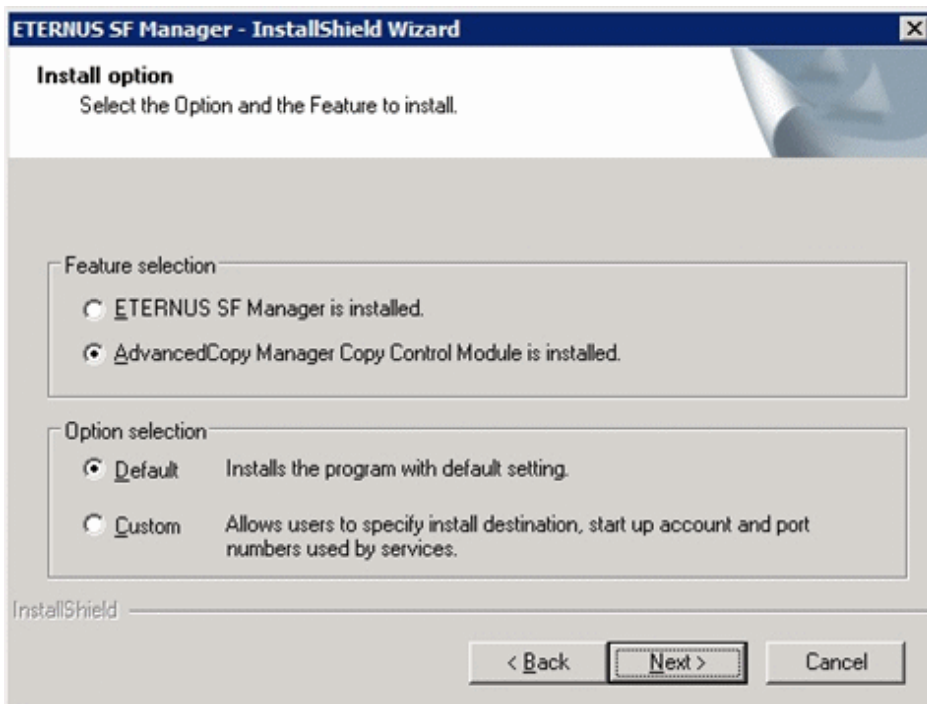 ETERNUS SF Manager - InstallShield Wizard
Install option
Select the Option and the Feature to install.
Feature selection
ETERNUS SF Manager is installed.
AdvancedCopy Manager Copy Control Module is installed.
Option selection
Default Installs the program with default setting.
Custom Allows users to specify install destination, start up account and port
numbers used by services.
InstallShield
< Back Next > Cancel